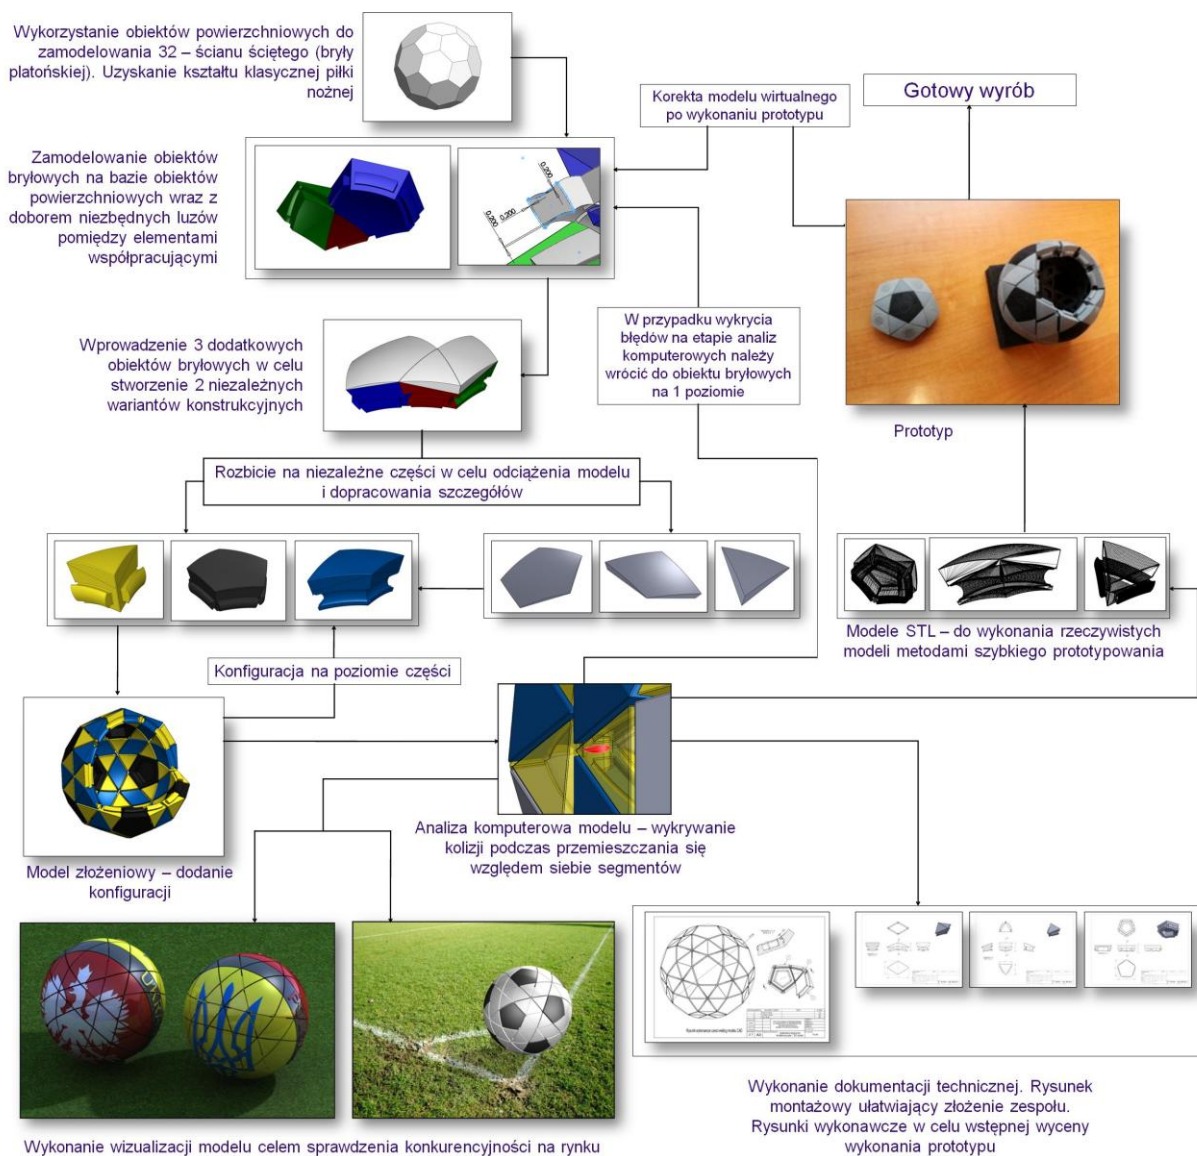 Wykorzystanie obiektów powierzchniowych do
zamodelowania 32 – ścianu ściętego (bryły
platońskiej). Uzyskanie kształtu klasycznej piłki
nożnej
Korekta modelu wirtualnego
po wykonaniu prototypu
Gotowy wyrób
Zamodelowanie obiektów
bryłowych na bazie obiektów
powierzchniowych wraz z
doborem niezbędnych luzów
pomiędzy elementami
współpracującymi
0.200
0.200
0.200
W przypadku wykrycia
błędów na etapie analiz
komputerowych należy
wrócić do obiektu bryłowych
na 1 poziomie
Wprowadzenie 3 dodatkowych
obiektów bryłowych w celu
stworzenie 2 niezależnych
wariantów konstrukcyjnych
Prototyp
Rozbicie na niezależne części w celu odciążenia modelu
i dopracowania szczegółów
Modele STL – do wykonania rzeczywistych
modeli metodami szybkiego prototypowania
Konfiguracja na poziomie części
Analiza komputerowa modelu – wykrywanie
kolizji podczas przemieszczania się
względem siebie segmentów
Model złożeniowy – dodanie
konfiguracji
Wykonanie wizualizacji modelu celem sprawdzenia konkurencyjności na rynku
Wykonanie dokumentacji technicznej. Rysunek
montażowy ułatwiający złożenie zespołu.
Rysunki wykonawcze w celu wstępnej wyceny
wykonania prototypu